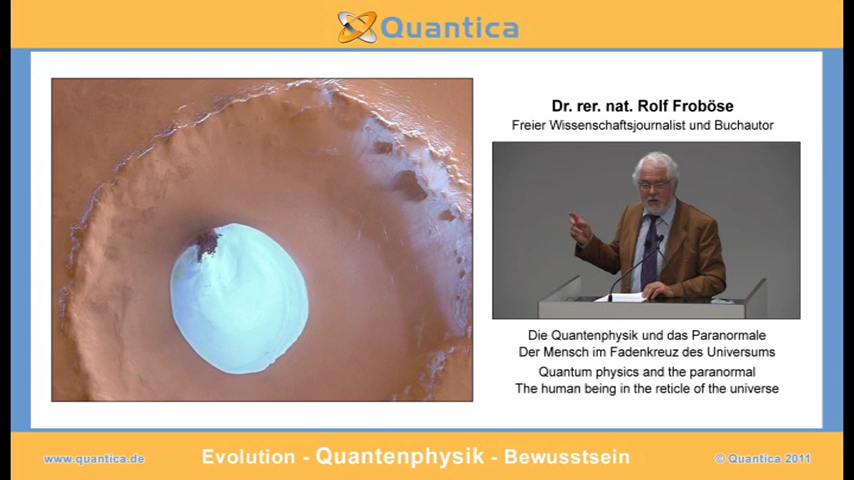 Quantica
Dr. rer. nat. Rolf Froböse
Freier Wissenschaftsjournalist und Buchautor
Die Quantenphysik und das Paranormale
Der Mensch im Fadenkreuz des Universums
Quantum physics and the paranormal
The human being in the reticle of the universe
www.quantica.de
Evolution - Quantenphysik - Bewusstsein
© Quantica 2011